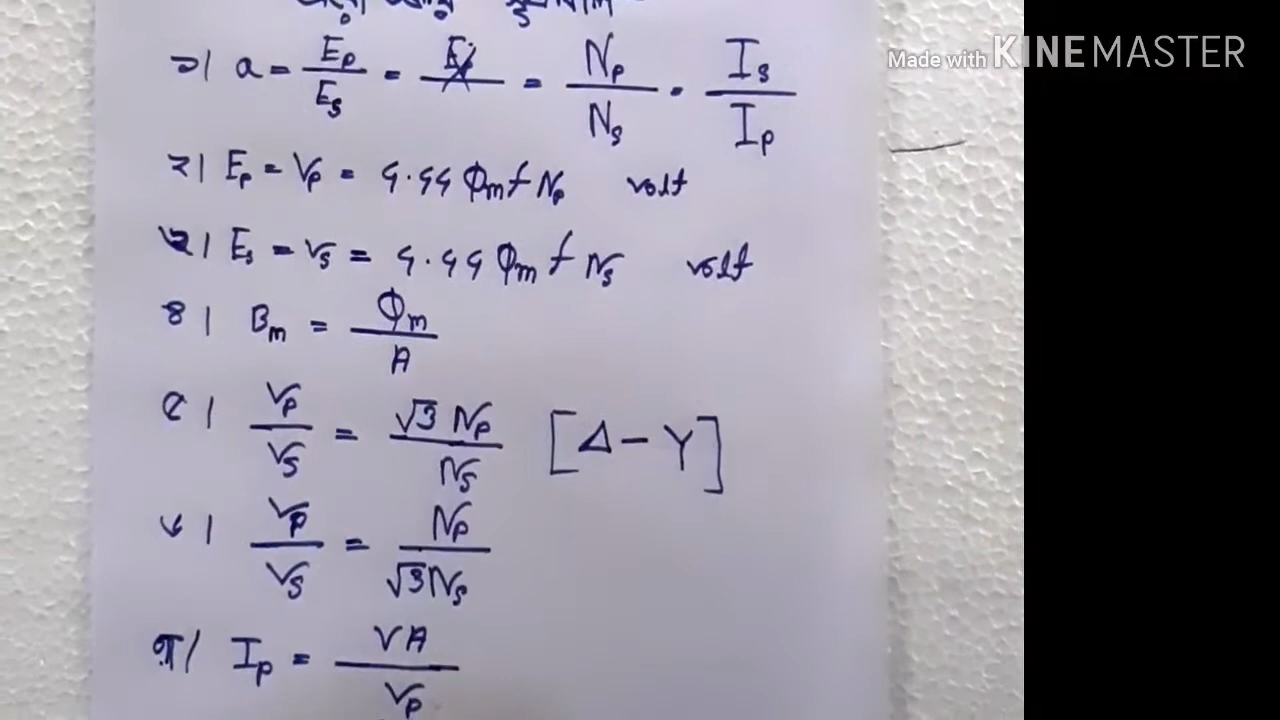 ১। a = Ep/Es = = Np/Ns · Is/Ip
Made with KINEMASTER
২। Ep = Vp = 4.44 Φm f Np volt
৩। Es = Vs = 4.44 Φm f Ns volt
৪। Bm = Φm/A
৫। Vp/Vs = √3 Np/Ns [Δ - Y]
৬। Vp/Vs = Np/√3 Ns
৭। Ip = VA/Vp